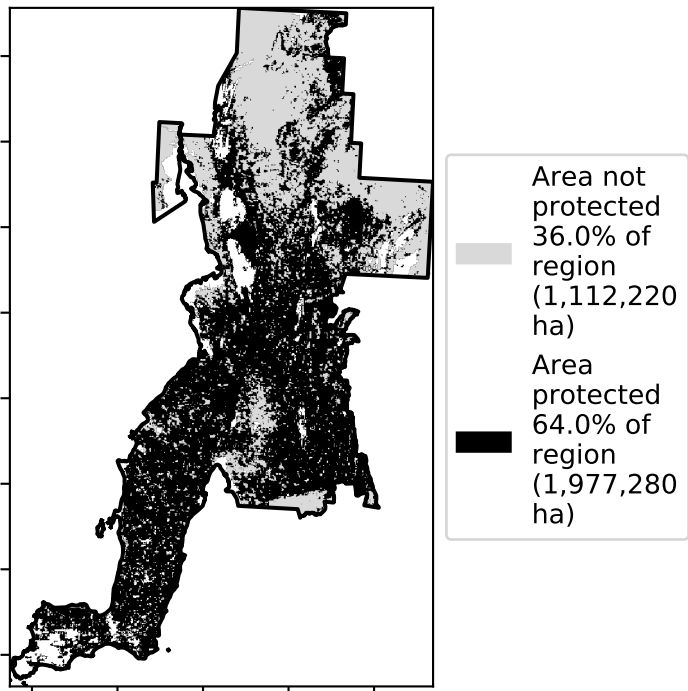 Area not
protected
36.0% of
region
(1,112,220
ha)
Area
protected
64.0% of
region
(1,977,280
ha)